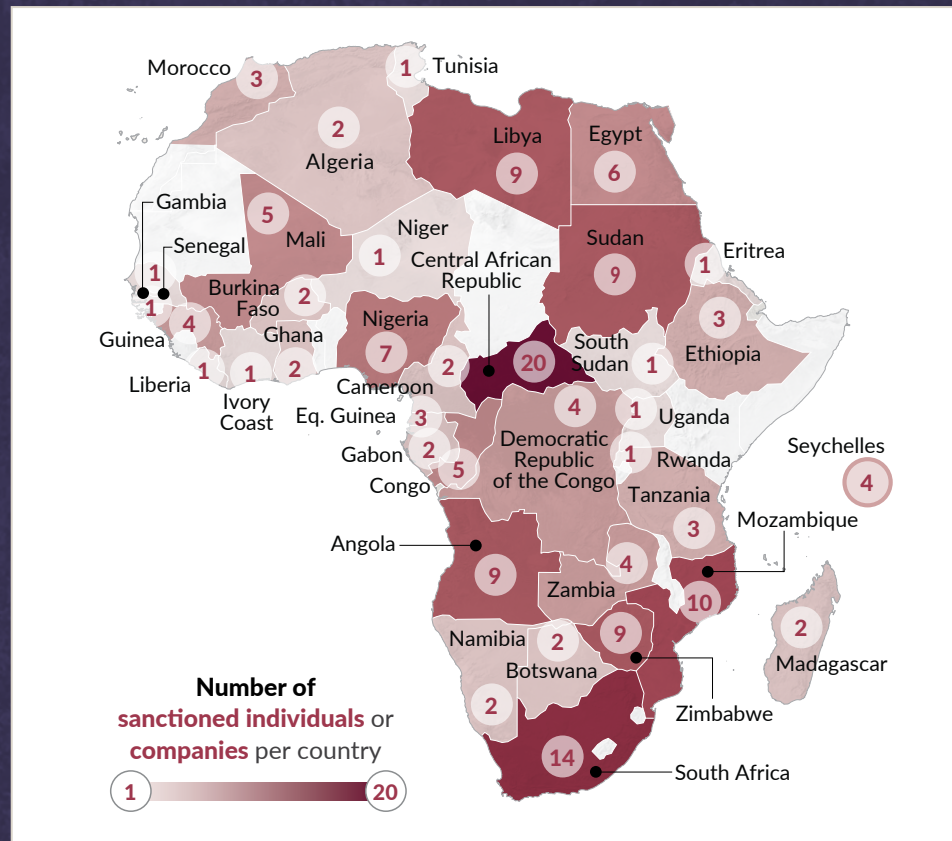 Morocco
3
1
Tunisia
2
Algeria
Libya
9
Egypt
6
Gambia
Senegal
5
Mali
Niger
1
Central African
Republic
Sudan
9
Eritrea
1
1
1
Burkina
Faso
2
Guinea
4
Ghana
Nigeria
7
2
Cameroon
20
South
Sudan
1
3
Ethiopia
Liberia
1
1
2
Ivory
Coast
Eq. Guinea
3
4
1
Uganda
Gabon
2
Democratic
Republic
of the Congo
1
Rwanda
Congo
5
Tanzania
3
Seychelles
4
Mozambique
10
Angola
9
4
Zambia
Namibia
2
2
Botswana
9
Zimbabwe
2
Madagascar
14
South Africa
Number of
sanctioned individuals or
companies per country
1
20